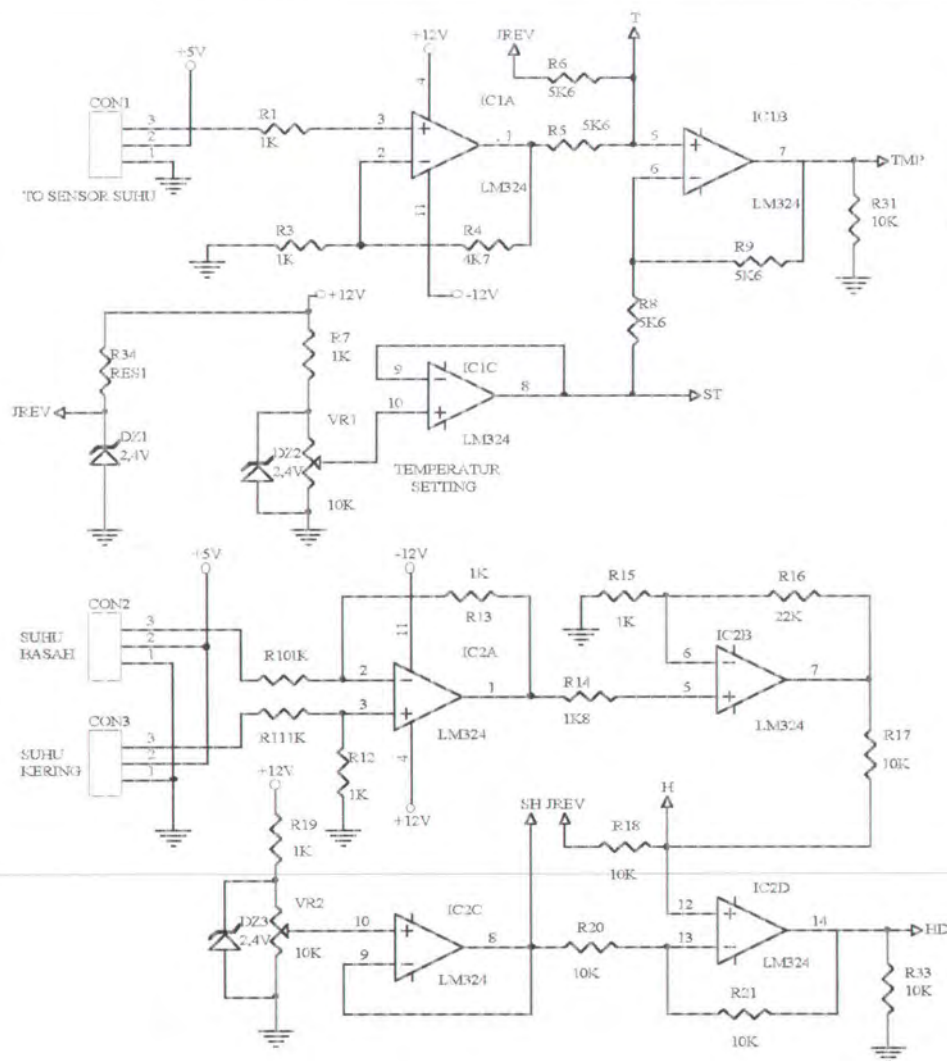 +5V
+12V
JREV
T
CON1
R1
1K
3
2
1
4
IC1A
3
2
1
11
LM324
R6
5K6
R5
5K6
IC1B
5
6
7
TMP
LM324
R31
10K
TO SENSOR SUHU
R3
1K
R4
4K7
R9
5K6
-12V
+12V
R8
5K6
R34
RES1
R7
1K
JREV
DZ1
2,4V
VR1
DZ2
2,4V
10K
IC1C
9
10
8
LM324
ST
TEMPERATUR
SETTING
+5V
-12V
CON2
SUHU
BASAH
3
2
1
1K
R13
R15
1K
R16
22K
11
IC2A
R10 1K
2
3
1
R11 1K
LM324
4
R14
1K8
IC2B
6
5
7
LM324
CON3
SUHU
KERING
3
2
1
R12
1K
+12V
R17
10K
+12V
R19
1K
SH JREV
H
R18
10K
DZ3
2,4V
VR2
10K
IC2C
10
9
8
LM324
R20
10K
IC2D
12
13
14
HD
LM324
R21
10K
R33
10K